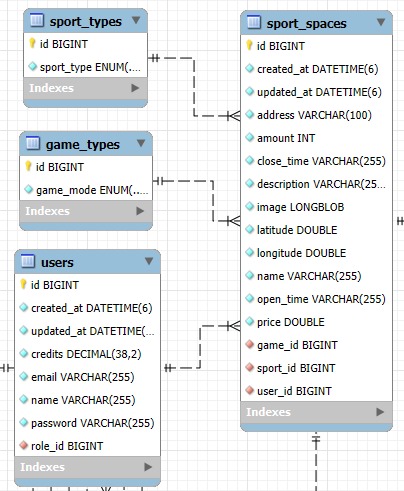 sport_types
id BIGINT
sport_type ENUM(....
Indexes
game_types
id BIGINT
game_mode ENUM(..,...
Indexes
users
id BIGINT
created_at DATETIME(6)
updated_at DATETIME(...
credits DECIMAL(38,2)
email VARCHAR(255)
name VARCHAR(255)
password VARCHAR(255)
role_id BIGINT
Indexes
sport_spaces
id BIGINT
created_at DATETIME(6)
updated_at DATETIME(6)
address VARCHAR(100)
amount INT
close_time VARCHAR(255)
description VARCHAR(25...
image LONGBLOB
latitude DOUBLE
longitude DOUBLE
name VARCHAR(255)
open_time VARCHAR(255)
price DOUBLE
game_id BIGINT
sport_id BIGINT
user_id BIGINT
Indexes